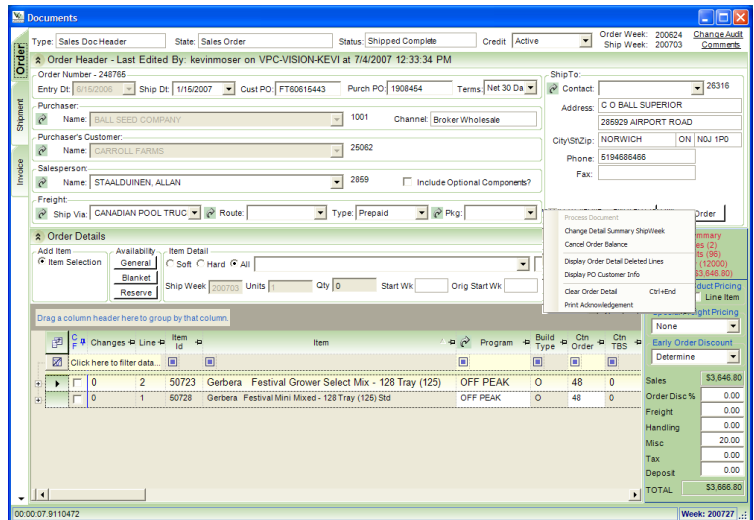 Documents
Type: Sales Doc Header State: Sales Order Status: Shipped Complete Credit Active Order Week: 200624 Change Audit
Ship Week: 200703 Comments
Order
Shipment
Invoice
Order Header - Last Edited By: kevinmoser on VPC-VISION-KEVI at 7/4/2007 12:33:34 PM
Order Number - 248765
Entry Dt: 6/15/2006 Ship Dt: 1/15/2007 Cust PO: FT60615443 Purch PO: 1908454 Terms: Net 30 Da
Purchaser:
Name: BALL SEED COMPANY 1001 Channel: Broker Wholesale
Purchaser's Customer:
Name: CARROLL FARMS 25062
Salesperson:
Name: STAALDUINEN, ALLAN 2859 Include Optional Components?
Freight:
Ship Via: CANADIAN POOL TRUC Route: Type: Prepaid Pkg:
ShipTo:
Contact: 26316
Address: C O BALL SUPERIOR
285929 AIRPORT ROAD
City\St\Zip: NORWICH ON N0J 1P0
Phone: 5194686466
Fax:
Order
Process Document
Change Detail Summary ShipWeek
Cancel Order Balance
Display Order Detail Deleted Lines
Display PO Customer Info
Clear Order Detail Ctrl+End
Print Acknowledgement
Order Details
Add Item
Item Selection
Availability
General
Blanket
Reserve
Item Detail
Soft Hard All
Ship Week 200703 Units 1 Qty 0 Start Wk Orig Start Wk
mmary
es (2)
ts (96)
(12000)
$3,646.80)
duct Pricing
Line Item
ght Pricing
None
Early Order Discount
Determine
Drag a column header here to group by that column.
C F Changes Line Item Id Item Program Build Type Ctn Order Ctn TBS
Click here to filter data...
0 2 50723 Gerbera Festival Grower Select Mix - 128 Tray (125) OFF PEAK O 48 0
0 1 50728 Gerbera Festival Mini Mixed - 128 Tray (125) Std OFF PEAK O 48 0
Sales $3,646.80
Order Disc % 0.00
Freight 0.00
Handling 0.00
Misc 20.00
Tax 0.00
Deposit 0.00
TOTAL $3,666.80
00:00:07.9110472 Week: 200727